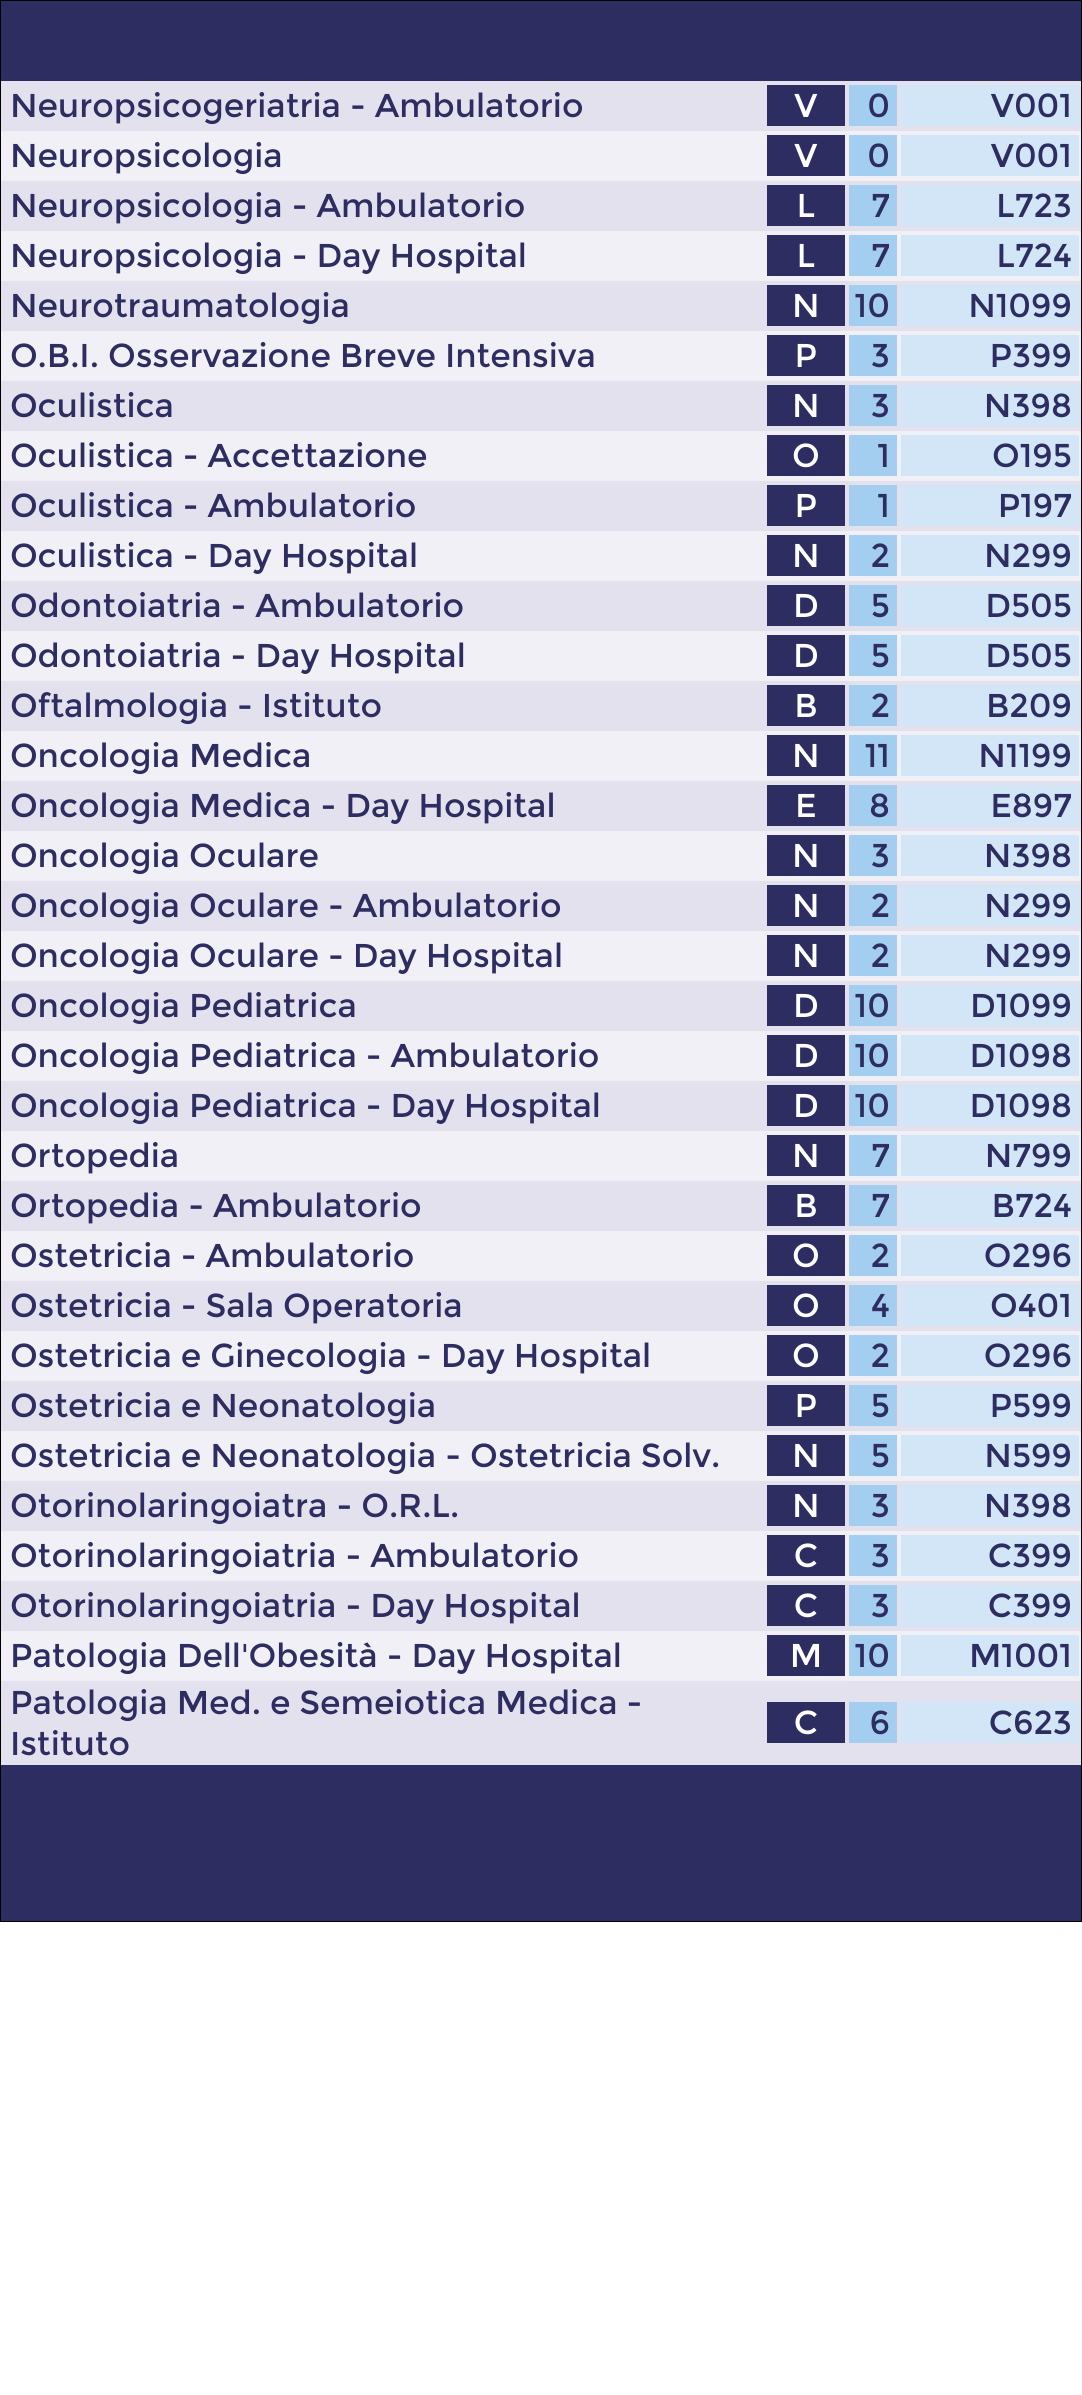 Neuropsicogeriatria - Ambulatorio V 0 V001
Neuropsicologia V 0 V001
Neuropsicologia - Ambulatorio L 7 L723
Neuropsicologia - Day Hospital L 7 L724
Neurotraumatologia N 10 N1099
O.B.I. Osservazione Breve Intensiva P 3 P399
Oculistica N 3 N398
Oculistica - Accettazione O 1 O195
Oculistica - Ambulatorio P 1 P197
Oculistica - Day Hospital N 2 N299
Odontoiatria - Ambulatorio D 5 D505
Odontoiatria - Day Hospital D 5 D505
Oftalmologia - Istituto B 2 B209
Oncologia Medica N 11 N1199
Oncologia Medica - Day Hospital E 8 E897
Oncologia Oculare N 3 N398
Oncologia Oculare - Ambulatorio N 2 N299
Oncologia Oculare - Day Hospital N 2 N299
Oncologia Pediatrica D 10 D1099
Oncologia Pediatrica - Ambulatorio D 10 D1098
Oncologia Pediatrica - Day Hospital D 10 D1098
Ortopedia N 7 N799
Ortopedia - Ambulatorio B 7 B724
Ostetricia - Ambulatorio O 2 O296
Ostetricia - Sala Operatoria O 4 O401
Ostetricia e Ginecologia - Day Hospital O 2 O296
Ostetricia e Neonatologia P 5 P599
Ostetricia e Neonatologia - Ostetricia Solv. N 5 N599
Otorinolaringoiatra - O.R.L. N 3 N398
Otorinolaringoiatria - Ambulatorio C 3 C399
Otorinolaringoiatria - Day Hospital C 3 C399
Patologia Dell'Obesità - Day Hospital M 10 M1001
Patologia Med. e Semeiotica Medica -
Istituto C 6 C623